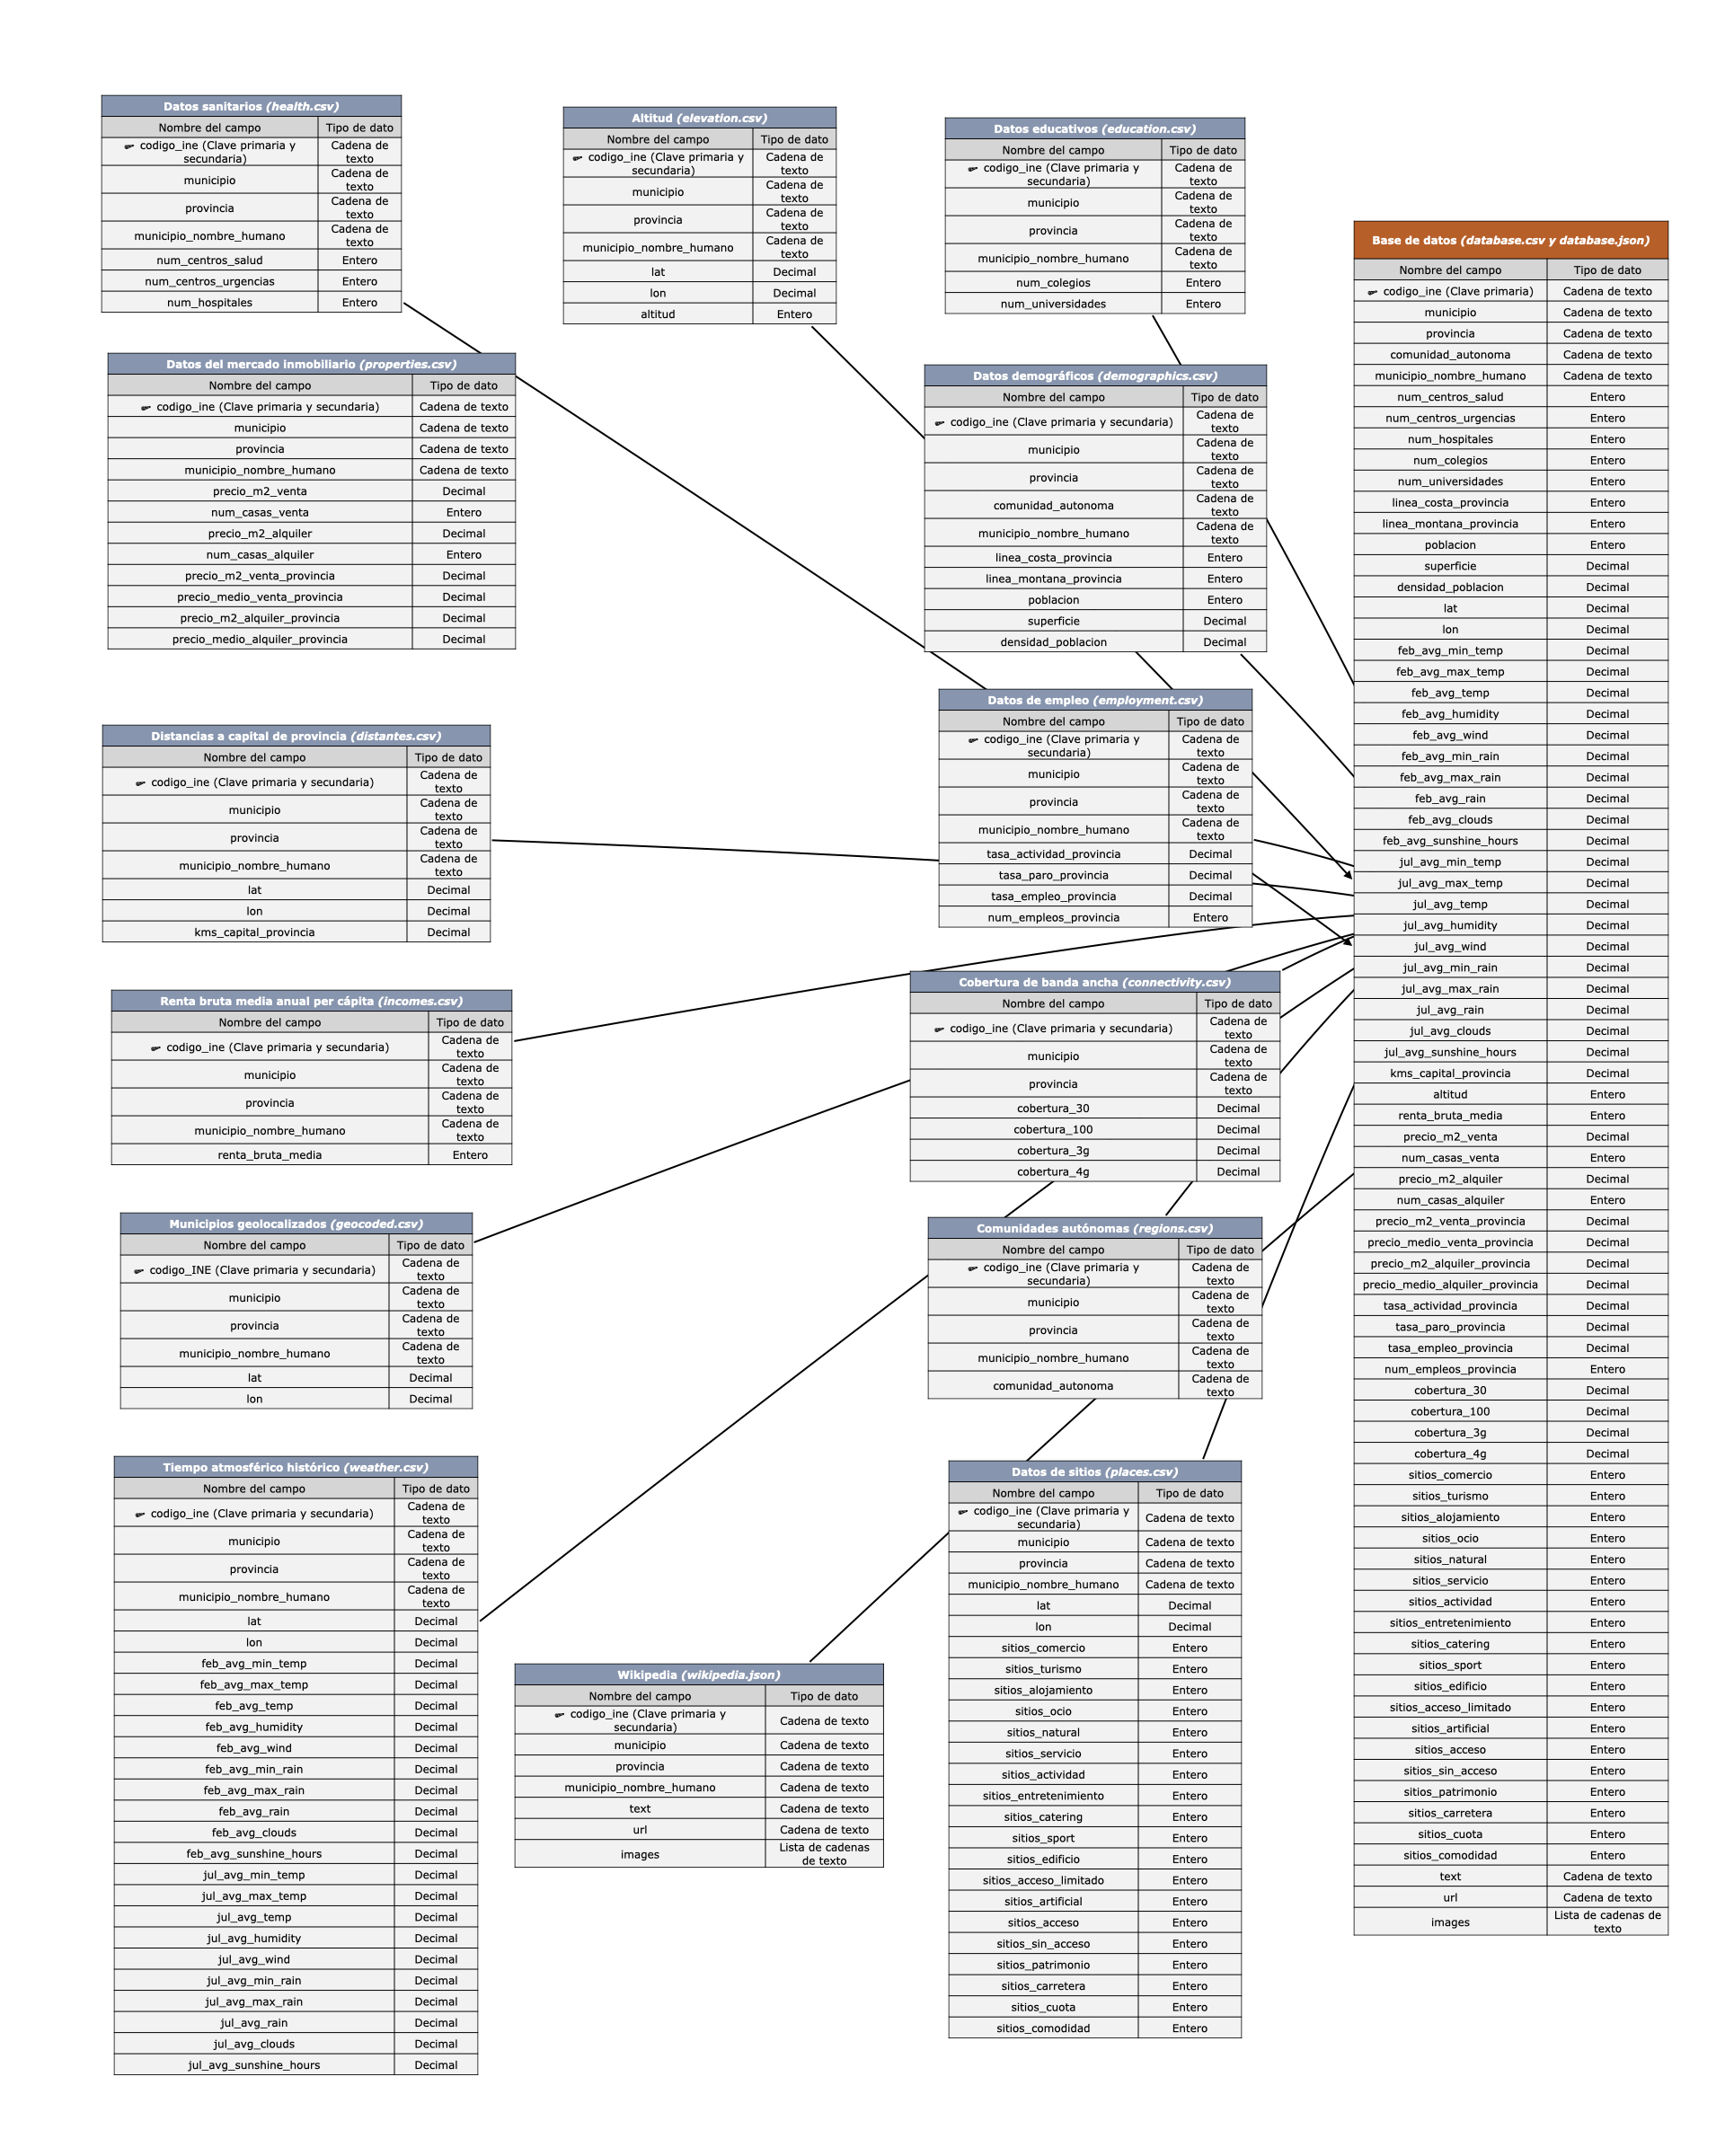 Datos sanitarios (health.csv)
Nombre del campo Tipo de dato
codigo_ine (Clave primaria y secundaria) Cadena de texto
municipio Cadena de texto
provincia Cadena de texto
municipio_nombre_humano Cadena de texto
num_centros_salud Entero
num_centros_urgencias Entero
num_hospitales Entero
Altitud (elevation.csv)
Nombre del campo Tipo de dato
codigo_ine (Clave primaria y secundaria) Cadena de texto
municipio Cadena de texto
provincia Cadena de texto
municipio_nombre_humano Cadena de texto
lat Decimal
lon Decimal
altitud Entero
Datos educativos (education.csv)
Nombre del campo Tipo de dato
codigo_ine (Clave primaria y secundaria) Cadena de texto
municipio Cadena de texto
provincia Cadena de texto
municipio_nombre_humano Cadena de texto
num_colegios Entero
num_universidades Entero
Datos del mercado inmobiliario (properties.csv)
Nombre del campo Tipo de dato
codigo_ine (Clave primaria y secundaria) Cadena de texto
municipio Cadena de texto
provincia Cadena de texto
municipio_nombre_humano Cadena de texto
precio_m2_venta Decimal
num_casas_venta Entero
precio_m2_alquiler Decimal
num_casas_alquiler Entero
precio_m2_venta_provincia Decimal
precio_medio_venta_provincia Decimal
precio_m2_alquiler_provincia Decimal
precio_medio_alquiler_provincia Decimal
Datos demográficos (demographics.csv)
Nombre del campo Tipo de dato
codigo_ine (Clave primaria y secundaria) Cadena de texto
municipio Cadena de texto
provincia Cadena de texto
comunidad_autonoma Cadena de texto
municipio_nombre_humano Cadena de texto
linea_costa_provincia Entero
linea_montana_provincia Entero
poblacion Entero
superficie Decimal
densidad_poblacion Decimal
Distancias a capital de provincia (distantes.csv)
Nombre del campo Tipo de dato
codigo_ine (Clave primaria y secundaria) Cadena de texto
municipio Cadena de texto
provincia Cadena de texto
municipio_nombre_humano Cadena de texto
lat Decimal
lon Decimal
kms_capital_provincia Decimal
Datos de empleo (employment.csv)
Nombre del campo Tipo de dato
codigo_ine (Clave primaria y secundaria) Cadena de texto
municipio Cadena de texto
provincia Cadena de texto
municipio_nombre_humano Cadena de texto
tasa_actividad_provincia Decimal
tasa_paro_provincia Decimal
tasa_empleo_provincia Decimal
num_empleos_provincia Entero
Renta bruta media anual per cápita (incomes.csv)
Nombre del campo Tipo de dato
codigo_ine (Clave primaria y secundaria) Cadena de texto
municipio Cadena de texto
provincia Cadena de texto
municipio_nombre_humano Cadena de texto
renta_bruta_media Entero
Cobertura de banda ancha (connectivity.csv)
Nombre del campo Tipo de dato
codigo_ine (Clave primaria y secundaria) Cadena de texto
municipio Cadena de texto
provincia Cadena de texto
cobertura_30 Decimal
cobertura_100 Decimal
cobertura_3g Decimal
cobertura_4g Decimal
Municipios geolocalizados (geocoded.csv)
Nombre del campo Tipo de dato
codigo_INE (Clave primaria y secundaria) Cadena de texto
municipio Cadena de texto
provincia Cadena de texto
municipio_nombre_humano Cadena de texto
lat Decimal
lon Decimal
Comunidades autónomas (regions.csv)
Nombre del campo Tipo de dato
codigo_ine (Clave primaria y secundaria) Cadena de texto
municipio Cadena de texto
provincia Cadena de texto
municipio_nombre_humano Cadena de texto
comunidad_autonoma Cadena de texto
Tiempo atmosférico histórico (weather.csv)
Nombre del campo Tipo de dato
codigo_ine (Clave primaria y secundaria) Cadena de texto
municipio Cadena de texto
provincia Cadena de texto
municipio_nombre_humano Cadena de texto
lat Decimal
lon Decimal
feb_avg_min_temp Decimal
feb_avg_max_temp Decimal
feb_avg_temp Decimal
feb_avg_humidity Decimal
feb_avg_wind Decimal
feb_avg_min_rain Decimal
feb_avg_max_rain Decimal
feb_avg_rain Decimal
feb_avg_clouds Decimal
feb_avg_sunshine_hours Decimal
jul_avg_min_temp Decimal
jul_avg_max_temp Decimal
jul_avg_temp Decimal
jul_avg_humidity Decimal
jul_avg_wind Decimal
jul_avg_min_rain Decimal
jul_avg_max_rain Decimal
jul_avg_rain Decimal
jul_avg_clouds Decimal
jul_avg_sunshine_hours Decimal
Wikipedia (wikipedia.json)
Nombre del campo Tipo de dato
codigo_ine (Clave primaria y secundaria) Cadena de texto
municipio Cadena de texto
provincia Cadena de texto
municipio_nombre_humano Cadena de texto
text Cadena de texto
url Cadena de texto
images Lista de cadenas de texto
Datos de sitios (places.csv)
Nombre del campo Tipo de dato
codigo_ine (Clave primaria y secundaria) Cadena de texto
municipio Cadena de texto
provincia Cadena de texto
municipio_nombre_humano Cadena de texto
lat Decimal
lon Decimal
sitios_comercio Entero
sitios_turismo Entero
sitios_alojamiento Entero
sitios_ocio Entero
sitios_natural Entero
sitios_servicio Entero
sitios_actividad Entero
sitios_entretenimiento Entero
sitios_catering Entero
sitios_sport Entero
sitios_edificio Entero
sitios_acceso_limitado Entero
sitios_artificial Entero
sitios_acceso Entero
sitios_sin_acceso Entero
sitios_patrimonio Entero
sitios_carretera Entero
sitios_cuota Entero
sitios_comodidad Entero
Base de datos (database.csv y database.json)
Nombre del campo Tipo de dato
codigo_ine (Clave primaria) Cadena de texto
municipio Cadena de texto
provincia Cadena de texto
comunidad_autonoma Cadena de texto
municipio_nombre_humano Cadena de texto
num_centros_salud Entero
num_centros_urgencias Entero
num_hospitales Entero
num_colegios Entero
num_universidades Entero
linea_costa_provincia Entero
linea_montana_provincia Entero
poblacion Entero
superficie Decimal
densidad_poblacion Decimal
lat Decimal
lon Decimal
feb_avg_min_temp Decimal
feb_avg_max_temp Decimal
feb_avg_temp Decimal
feb_avg_humidity Decimal
feb_avg_wind Decimal
feb_avg_min_rain Decimal
feb_avg_max_rain Decimal
feb_avg_rain Decimal
feb_avg_clouds Decimal
feb_avg_sunshine_hours Decimal
jul_avg_min_temp Decimal
jul_avg_max_temp Decimal
jul_avg_temp Decimal
jul_avg_humidity Decimal
jul_avg_wind Decimal
jul_avg_min_rain Decimal
jul_avg_max_rain Decimal
jul_avg_rain Decimal
jul_avg_clouds Decimal
jul_avg_sunshine_hours Decimal
kms_capital_provincia Decimal
altitud Entero
renta_bruta_media Entero
precio_m2_venta Decimal
num_casas_venta Entero
precio_m2_alquiler Decimal
num_casas_alquiler Entero
precio_m2_venta_provincia Decimal
precio_medio_venta_provincia Decimal
precio_m2_alquiler_provincia Decimal
precio_medio_alquiler_provincia Decimal
tasa_actividad_provincia Decimal
tasa_paro_provincia Decimal
tasa_empleo_provincia Decimal
num_empleos_provincia Entero
cobertura_30 Decimal
cobertura_100 Decimal
cobertura_3g Decimal
cobertura_4g Decimal
sitios_comercio Entero
sitios_turismo Entero
sitios_alojamiento Entero
sitios_ocio Entero
sitios_natural Entero
sitios_servicio Entero
sitios_actividad Entero
sitios_entretenimiento Entero
sitios_catering Entero
sitios_sport Entero
sitios_edificio Entero
sitios_acceso_limitado Entero
sitios_artificial Entero
sitios_acceso Entero
sitios_sin_acceso Entero
sitios_patrimonio Entero
sitios_carretera Entero
sitios_cuota Entero
sitios_comodidad Entero
text Cadena de texto
url Cadena de texto
images Lista de cadenas de texto